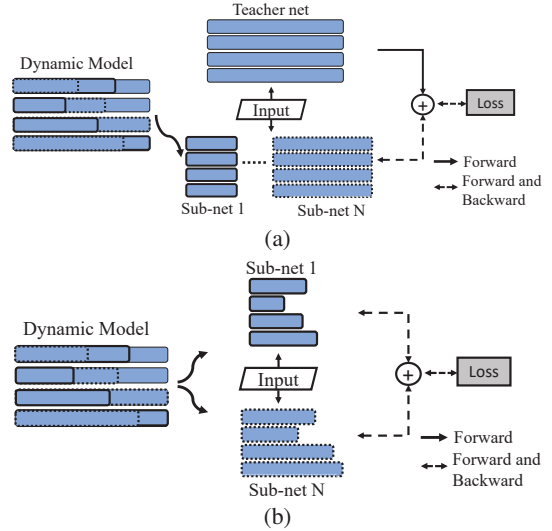 Teacher net
Dynamic Model
Input
+
Loss
Forward
Forward and
Backward
Sub-net 1
Sub-net N
(a)
Sub-net 1
Dynamic Model
Input
+
Loss
Forward
Forward and
Backward
Sub-net N
(b)